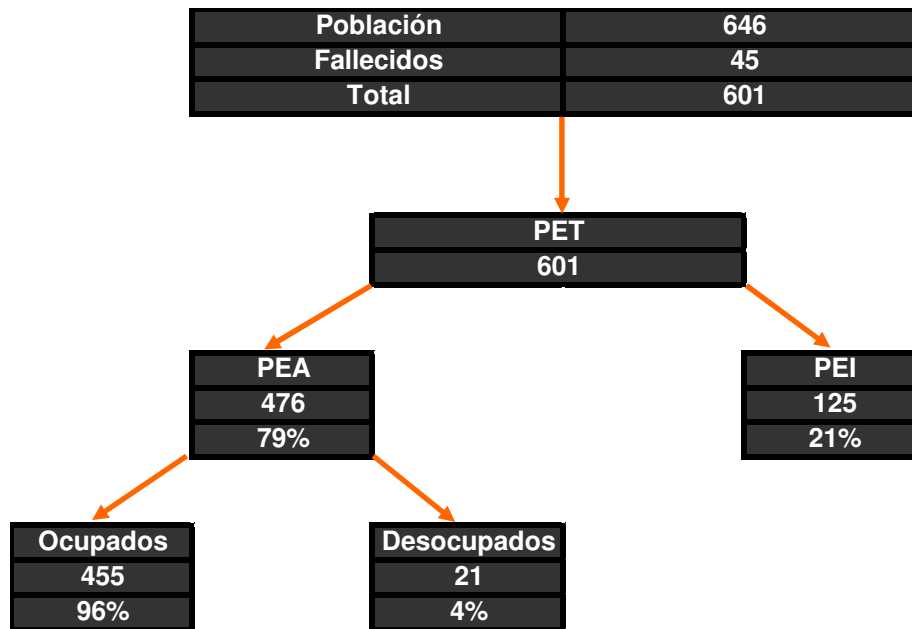 Población 646
Fallecidos 45
Total 601
PET
601
PEA
476
79%
PEI
125
21%
Ocupados
455
96%
Desocupados
21
4%